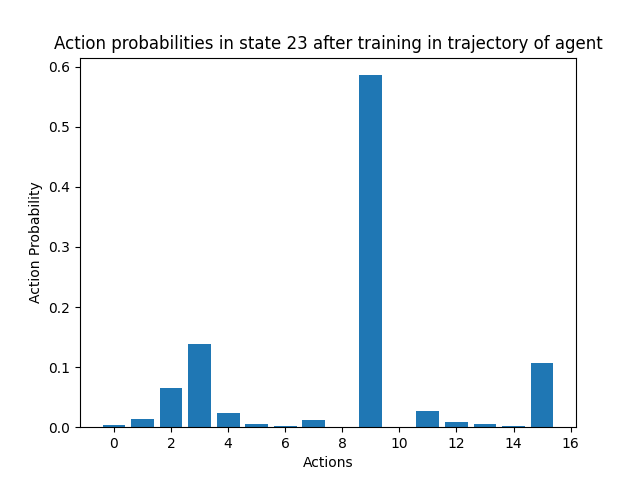 Action probabilities in state 23 after training in trajectory of agent
0.6
0.5
0.4
0.3
0.2
0.1
0.0
Action Probability
0 2 4 6 8 10 12 14 16
Actions